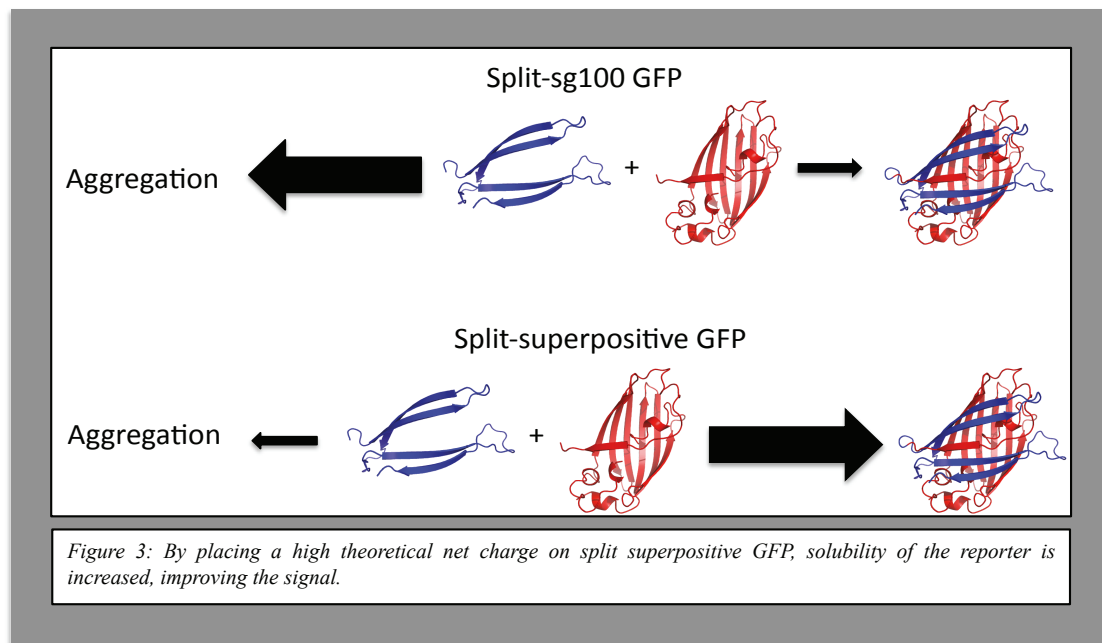 Split-sg100 GFP
Aggregation
+
Split-superpositive GFP
Aggregation
+
Figure 3: By placing a high theoretical net charge on split superpositive GFP, solubility of the reporter is
increased, improving the signal.